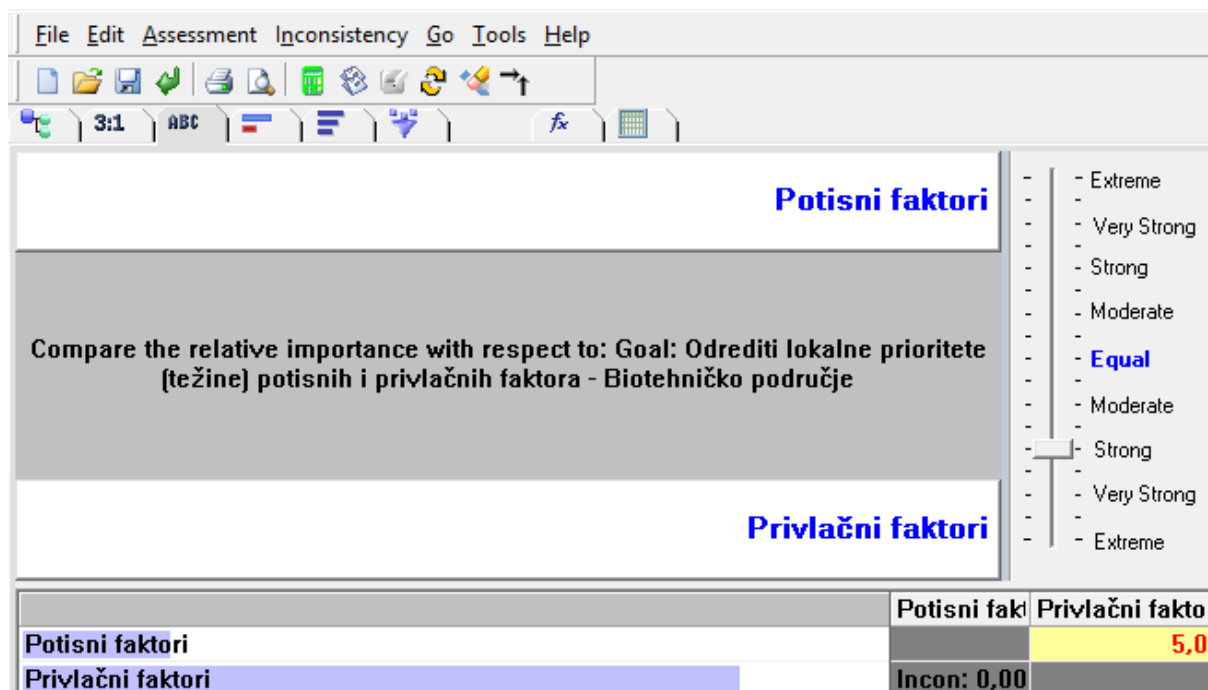 File Edit Assessment Inconsistency Go Tools Help
3:1 ABC fx
Potisni faktori
Compare the relative importance with respect to: Goal: Odrediti lokalne prioritete
(težine) potisnih i privlačnih faktora - Biotehničko područje
Privlačni faktori
Extreme
Very Strong
Strong
Moderate
Equal
Moderate
Strong
Very Strong
Extreme
Potisni fakt Privlačni fakto
Potisni faktori 5,0
Privlačni faktori Incon: 0,00